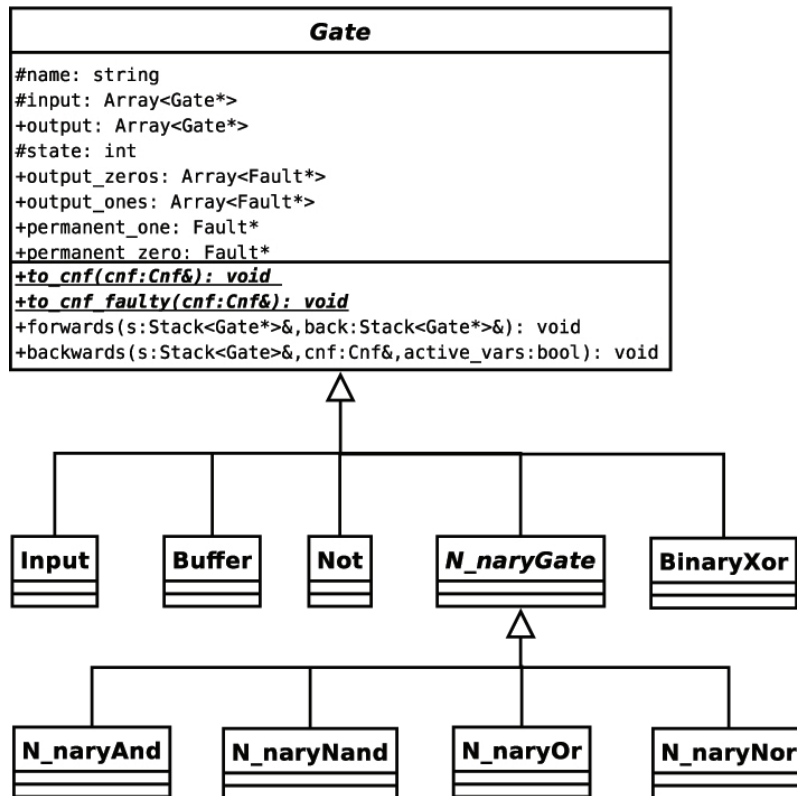 Gate
#name: string
#input: Array<Gate*>
+output: Array<Gate*>
#state: int
+output_zeros: Array<Fault*>
+output_ones: Array<Fault*>
+permanent_one: Fault*
+permanent_zero: Fault*
+to_cnf(cnf:Cnf&): void
+to_cnf_faulty(cnf:Cnf&): void
+forwards(s:Stack<Gate*>&,back:Stack<Gate*>&): void
+backwards(s:Stack<Gate>&,cnf:Cnf&,active_vars:bool): void
Input Buffer Not N_naryGate BinaryXor
N_naryAnd N_naryNand N_naryOr N_naryNor